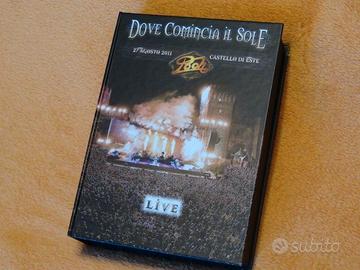 DOVE COMINCIA IL SOLE
27 AGOSTO 2011
Pooh
CASTELLO DI ESTE
LIVE
subito